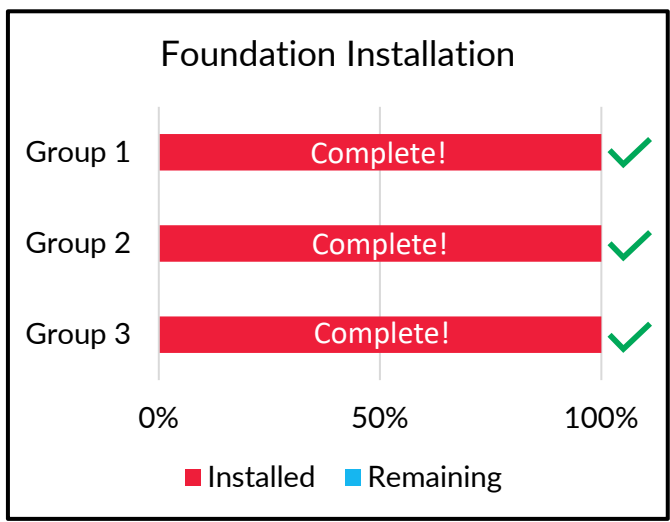 Foundation Installation
Group 1 Complete!
Group 2 Complete!
Group 3 Complete!
0% 50% 100%
Installed Remaining